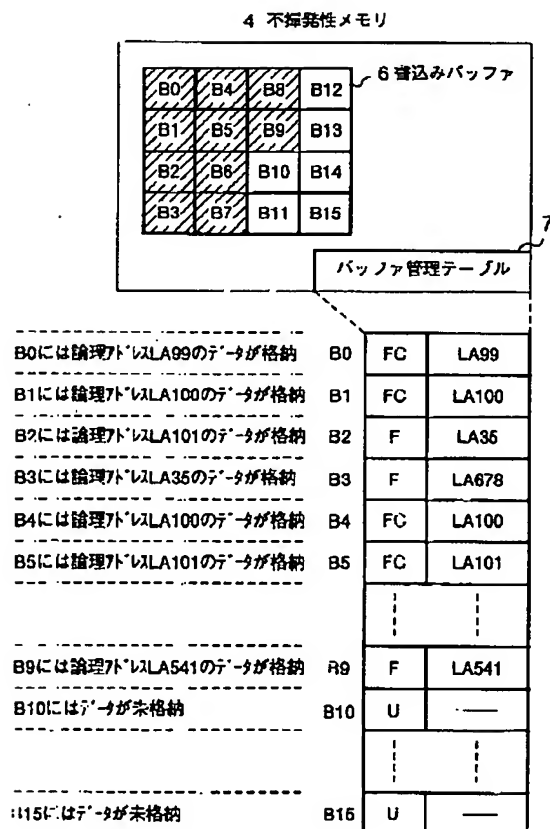 4 不揮発性メモリ
B0 B4 B8 B12
6 書込みバッファ
B1 B5 B9 B13
B2 B6 B10 B14
B3 B7 B11 B15
7
バッファ管理テーブル
B0には論理アドレスLA99のデータが格納 B0 FC LA99
B1には論理アドレスLA100のデータが格納 B1 FC LA100
B2には論理アドレスLA101のデータが格納 B2 F LA35
B3には論理アドレスLA35のデータが格納 B3 F LA678
B4には論理アドレスLA100のデータが格納 B4 FC LA100
B5には論理アドレスLA101のデータが格納 B5 FC LA101
B9には論理アドレスLA541のデータが格納 B9 F LA541
B10にはデータが未格納 B10 U —
B15にはデータが未格納 B15 U —